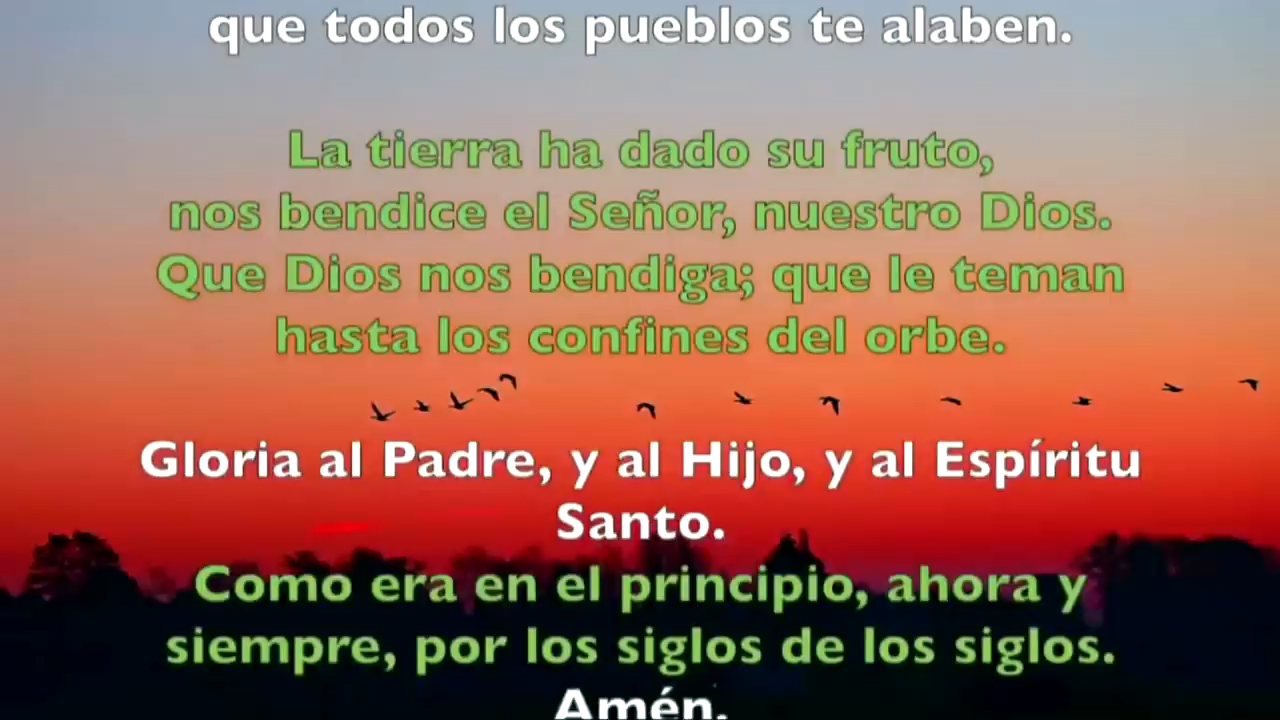 que todos los pueblos te alaben.
La tierra ha dado su fruto,
nos bendice el Señor, nuestro Dios.
Que Dios nos bendiga; que le teman
hasta los confines del orbe.
Gloria al Padre, y al Hijo, y al Espíritu
Santo.
Como era en el principio, ahora y
siempre, por los siglos de los siglos.
Amén.